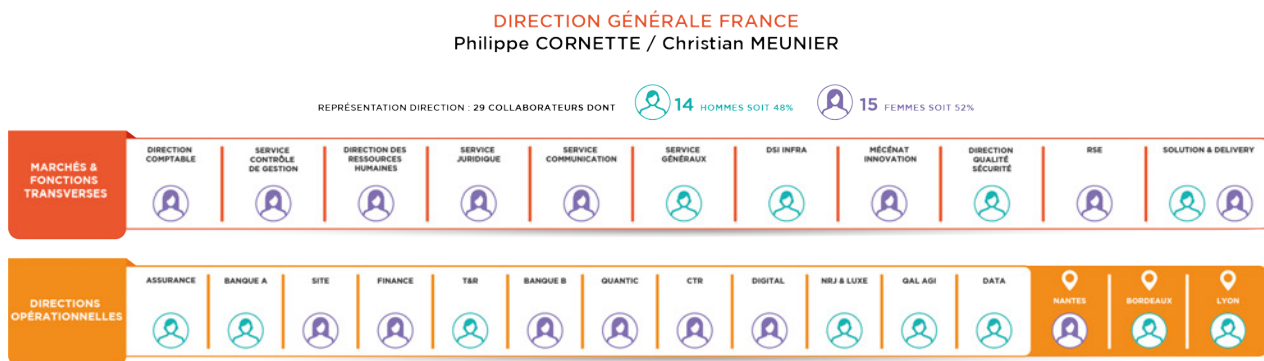 DIRECTION GÉNÉRALE FRANCE
Philippe CORNETTE / Christian MEUNIER
REPRÉSENTATION DIRECTION : 29 COLLABORATEURS DONT 14 HOMMES SOIT 48% 15 FEMMES SOIT 52%
MARCHÉS &
FONCTIONS
TRANSVERSES
DIRECTION
COMPTABLE
SERVICE
CONTRÔLE
DE GESTION
DIRECTION DES
RESSOURCES
HUMAINES
SERVICE
JURIDIQUE
SERVICE
COMMUNICATION
SERVICE
GÉNÉRAUX
DSI INFRA
MÉCÉNAT
INNOVATION
DIRECTION
QUALITÉ
SÉCURITÉ
RSE
SOLUTION & DELIVERY
DIRECTIONS
OPÉRATIONNELLES
ASSURANCE
BANQUE A
SITE
FINANCE
T&R
BANQUE B
QUANTIC
CTR
DIGITAL
NRJ & LUXE
QAL AGI
DATA
NANTES
BORDEAUX
LYON